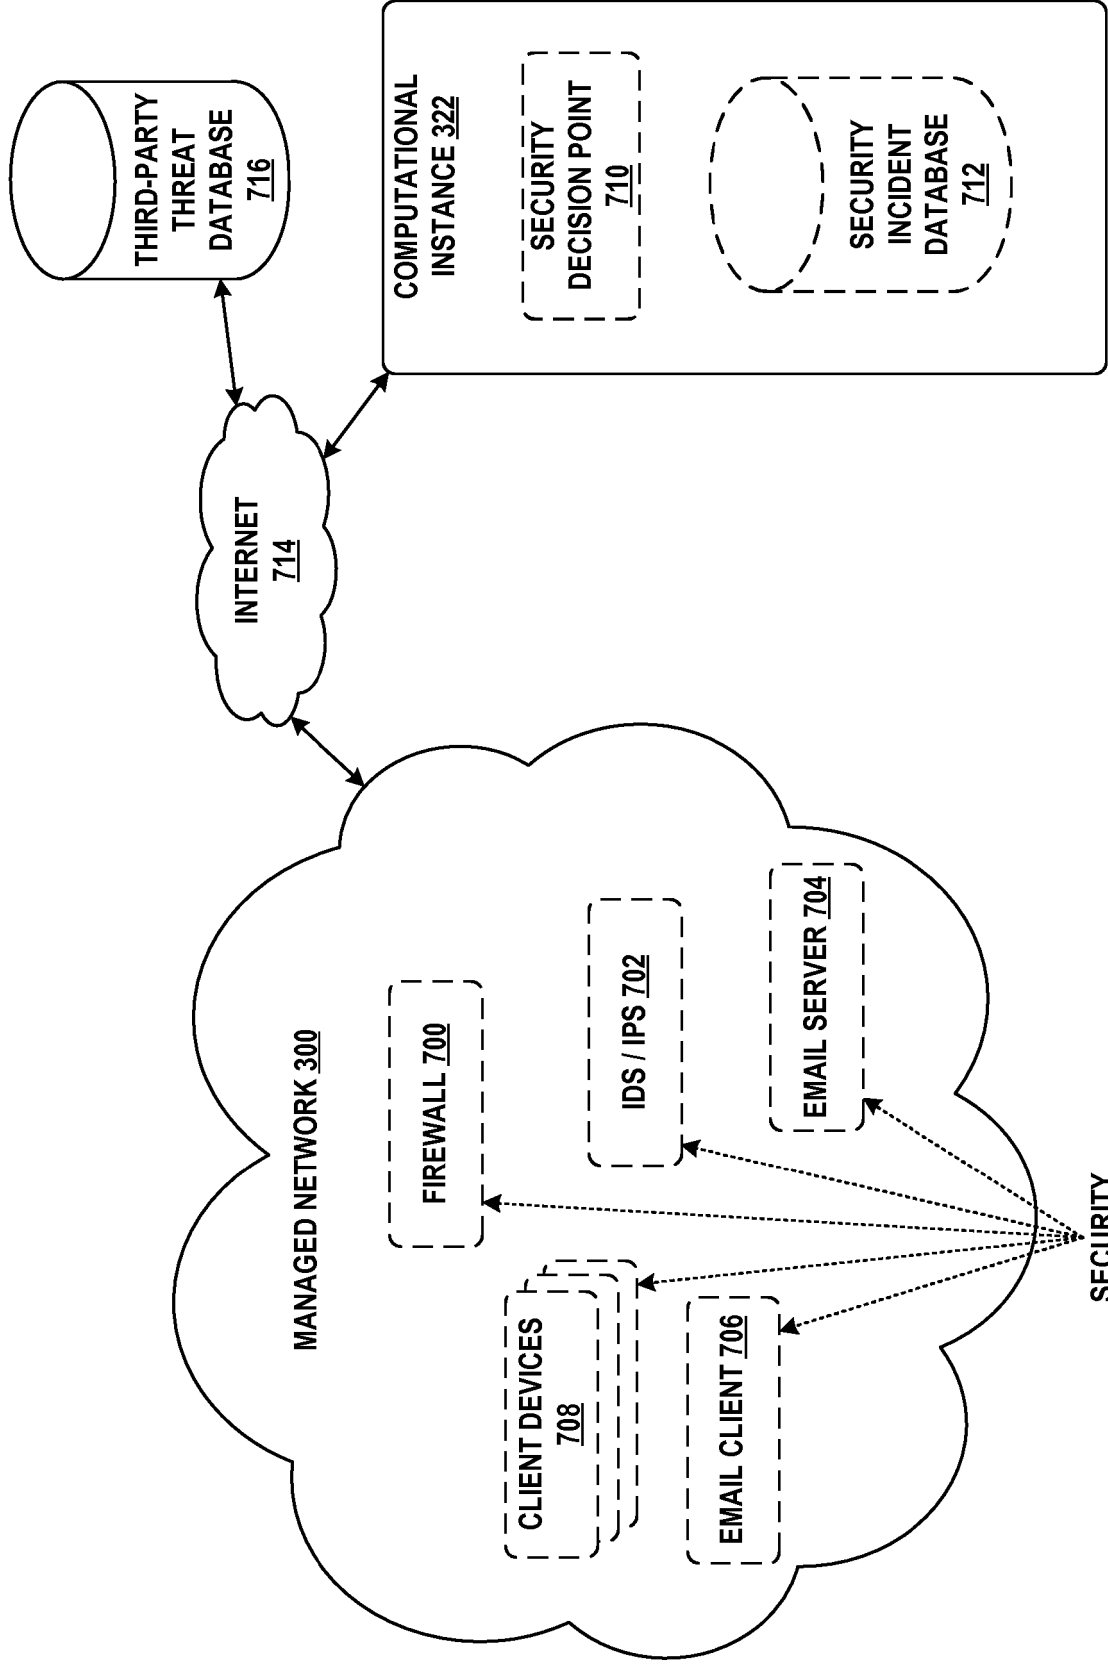 MANAGED NETWORK 300
CLIENT DEVICES
708
FIREWALL 700
EMAIL CLIENT 706
IDS / IPS 702
EMAIL SERVER 704
SECURITY
INTERNET
714
THIRD-PARTY
THREAT
DATABASE
716
COMPUTATIONAL
INSTANCE 322
SECURITY
DECISION POINT
710
SECURITY
INCIDENT
DATABASE
712